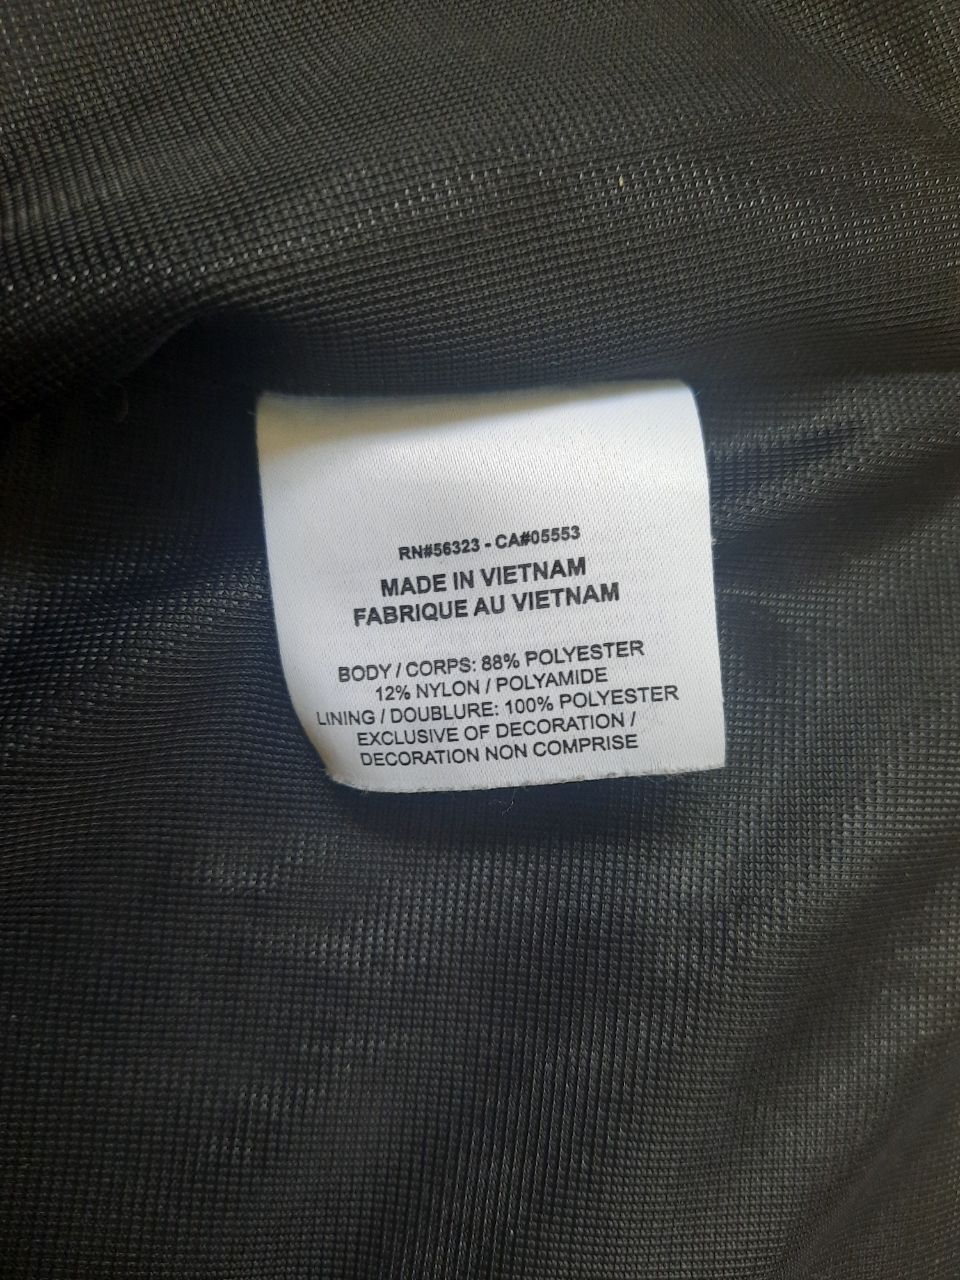 RN#56323 - CA#05553
MADE IN VIETNAM
FABRIQUE AU VIETNAM
BODY / CORPS: 88% POLYESTER
12% NYLON / POLYAMIDE
LINING / DOUBLURE: 100% POLYESTER
EXCLUSIVE OF DECORATION /
DECORATION NON COMPRISE